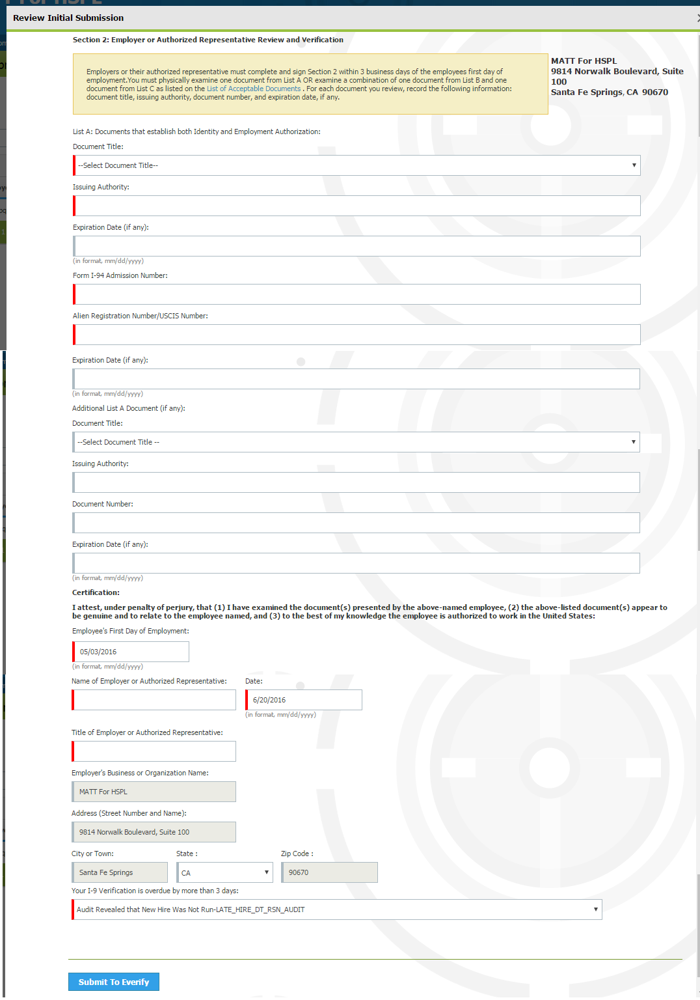 Review Initial Submission
Section 2: Employer or Authorized Representative Review and Verification
Employers or their authorized representative must complete and sign Section 2 within 3 business days of the employees first day of
employment.You must physically examine one document from List A OR examine a combination of one document from List B and one
document from List C as listed on the List of Acceptable Documents . For each document you review, record the following information:
document title, issuing authority, document number, and expiration date, if any.
MATT For HSPL
9814 Norwalk Boulevard, Suite
100
Santa Fe Springs, CA 90670
List A: Documents that establish both Identity and Employment Authorization:
Document Title:
--Select Document Title--
Issuing Authority:
Expiration Date (if any):
(in format, mm/dd/yyyy)
Form I-94 Admission Number:
Alien Registration Number/USCIS Number:
Expiration Date (if any):
(in format, mm/dd/yyyy)
Additional List A Document (if any):
Document Title:
--Select Document Title --
Issuing Authority:
Document Number:
Expiration Date (if any):
(in format, mm/dd/yyyy)
Certification:
I attest, under penalty of perjury, that (1) I have examined the document(s) presented by the above-named employee, (2) the above-listed document(s) appear to
be genuine and to relate to the employee named, and (3) to the best of my knowledge the employee is authorized to work in the United States:
Employee's First Day of Employment:
05/03/2016
(in format, mm/dd/yyyy)
Name of Employer or Authorized Representative: Date:
6/20/2016
(in format, mm/dd/yyyy)
Title of Employer or Authorized Representative:
Employer's Business or Organization Name:
MATT For HSPL
Address (Street Number and Name):
9814 Norwalk Boulevard, Suite 100
City or Town: State : Zip Code :
Santa Fe Springs CA 90670
Your I-9 Verification is overdue by more than 3 days:
Audit Revealed that New Hire Was Not Run-LATE_HIRE_DT_RSN_AUDIT
Submit To Everify